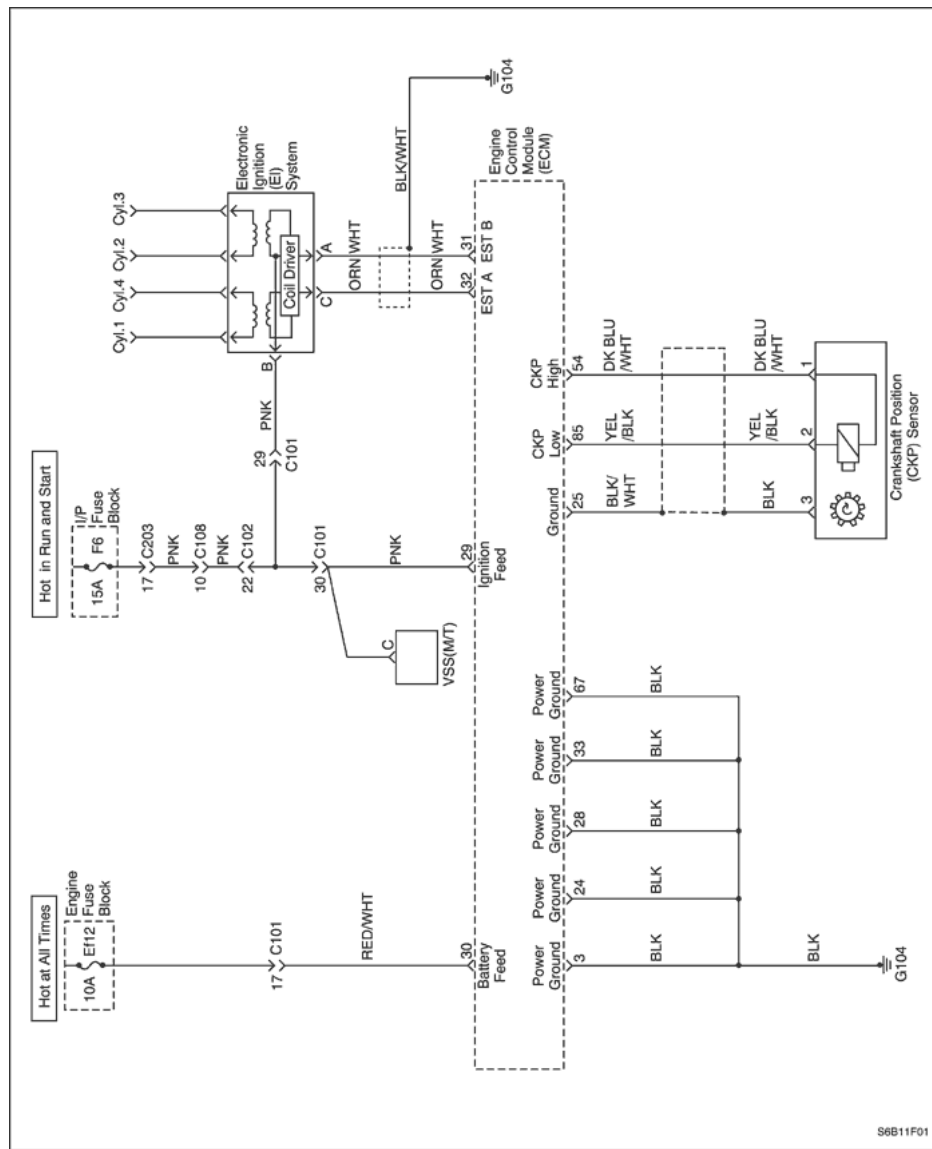 Hot at All Times
Engine
Fuse
Block
10A
Ef12
17
C101
RED/WHT
30
Battery
Feed
Hot in Run and Start
I/P
Fuse
Block
15A
F6
17
C203
PNK
10
C108
PNK
22
C102
30
C101
PNK
29
Ignition
Feed
C
VSS(M/T)
29
C101
PNK
B
Cyl.1
Cyl.4
Cyl.2
Cyl.3
Electronic
Ignition
(EI)
System
Coil Driver
C
A
ORN WHT
ORN WHT
ORN WHT
ORN WHT
BLK/WHT
G104
32
31
EST A
EST B
Engine
Control
Module
(ECM)
Power
Ground
3
BLK
Power
Ground
24
BLK
Power
Ground
28
BLK
Power
Ground
33
BLK
Power
Ground
67
BLK
BLK
G104
Ground
25
BLK/
WHT
BLK
3
CKP
Low
85
YEL
/BLK
YEL
/BLK
2
CKP
High
54
DK BLU
/WHT
DK BLU
/WHT
1
Crankshaft Position
(CKP) Sensor
S6B11F01